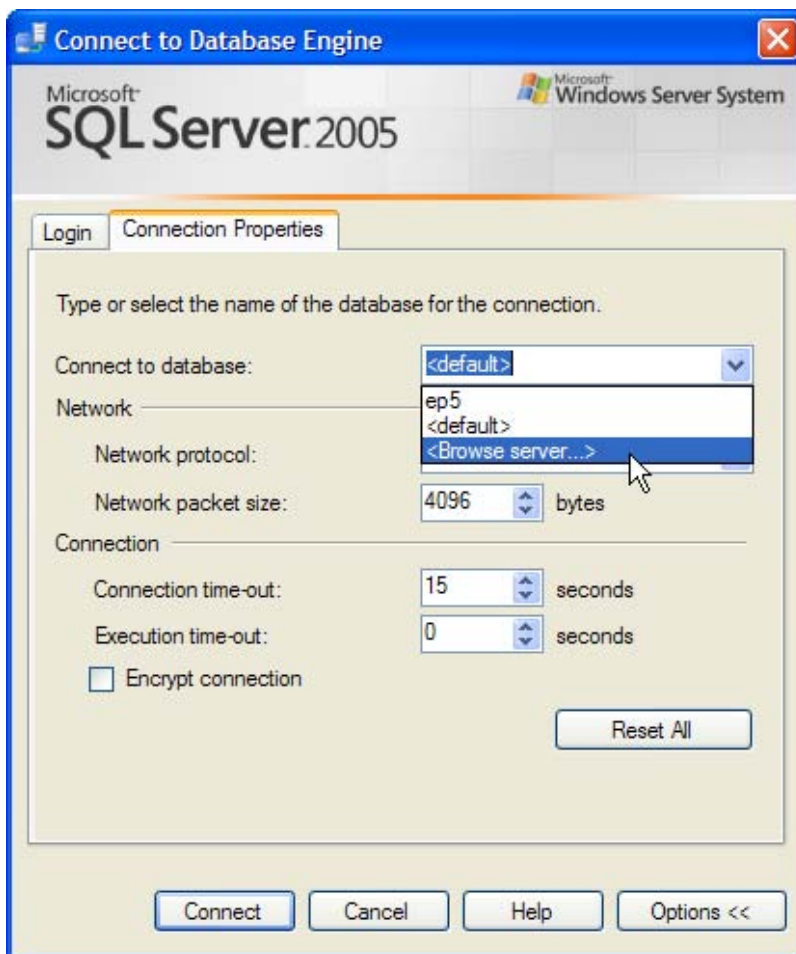 Connect to Database Engine
Microsoft
SQL Server 2005
Microsoft
Windows Server System
Login
Connection Properties
Type or select the name of the database for the connection.
Connect to database:
<default>
ep5
<default>
<Browse server...>
Network
Network protocol:
Network packet size:
4096
bytes
Connection
Connection time-out:
15
seconds
Execution time-out:
0
seconds
Encrypt connection
Reset All
Connect
Cancel
Help
Options <<